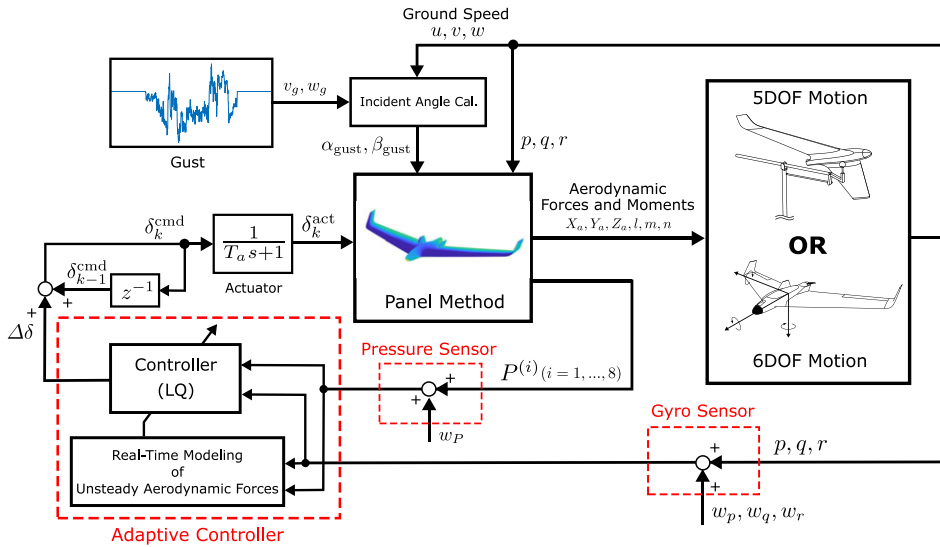 Ground Speed
u, v, w
v_g, w_g
Incident Angle Cal.
Gust
α_gust, β_gust
p, q, r
5DOF Motion
OR
6DOF Motion
Aerodynamic
Forces and Moments
X_a, Y_a, Z_a, l, m, n
δ_k^cmd
1
T_a s+1
Actuator
δ_k^act
Panel Method
δ_{k−1}^cmd
z^{−1}
+
+
Δδ
Controller
(LQ)
Real-Time Modeling
of
Unsteady Aerodynamic Forces
Adaptive Controller
Pressure Sensor
+
+
w_P
P^{(i)} (i = 1, ..., 8)
Gyro Sensor
+
+
p, q, r
w_p, w_q, w_r